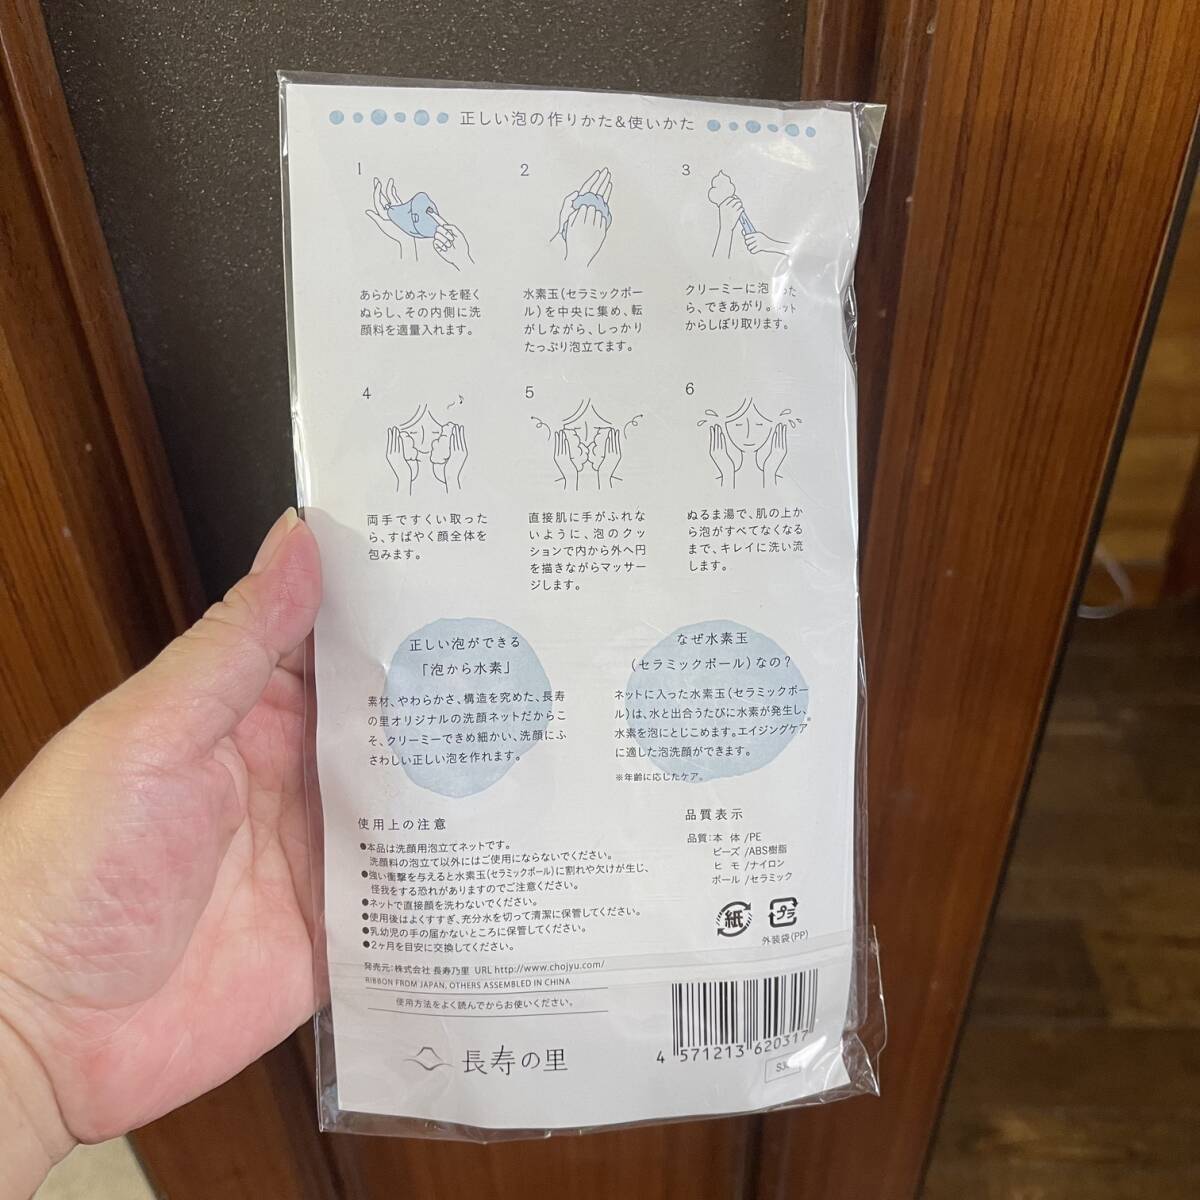 正しい泡の作りかた&使いかた
1
あらかじめネットを軽く
ぬらし、その内側に洗
顔料を適量入れます。
2
水素玉(セラミックボー
ル)を中央に集め、転
がしながら、しっかり
たっぷり泡立てます。
3
クリーミーに泡 った
ら、できあがり。ネット
からしぼり取ります。
4
両手ですくい取った
ら、すばやく顔全体を
包みます。
5
直接肌に手がふれな
いように、泡のクッ
ションで内から外へ円
を描きながらマッサー
ジします。
6
ぬるま湯で、肌の上か
ら泡がすべてなくなる
まで、キレイに洗い流
します。
正しい泡ができる
「泡から水素」
素材、やわらかさ、構造を究めた、長寿
の里オリジナルの洗顔ネットだからこ
そ、クリーミーできめ細かい、洗顔にふ
さわしい正しい泡を作れます。
なぜ水素玉
(セラミックボール)なの?
ネットに入った水素玉(セラミックボー
ル)は、水と出合うたびに水素が発生し、
水素を泡にとじこめます。エイジングケア※
に適した泡洗顔ができます。
※年齢に応じたケア。
使用上の注意
●本品は洗顔用泡立てネットです。
洗顔料の泡立て以外にはご使用にならないでください。
●強い衝撃を与えると水素玉(セラミックボール)に割れや欠けが生じ、
怪我をする恐れがありますのでご注意ください。
●ネットで直接顔を洗わないでください。
●使用後はよくすすぎ、充分水を切って清潔に保管してください。
●乳幼児の手の届かないところに保管してください。
●2ヶ月を目安に交換してください。
品質表示
品質:本 体/PE
ビーズ/ABS樹脂
ヒ モ/ナイロン
ボール/セラミック
紙
プラ
外装袋(PP)
発売元:株式会社 長寿乃里 URL http://www.chojyu.com/
RIBBON FROM JAPAN, OTHERS ASSEMBLED IN CHINA
使用方法をよく読んでからお使いください。
長寿の里
4 571213 620317